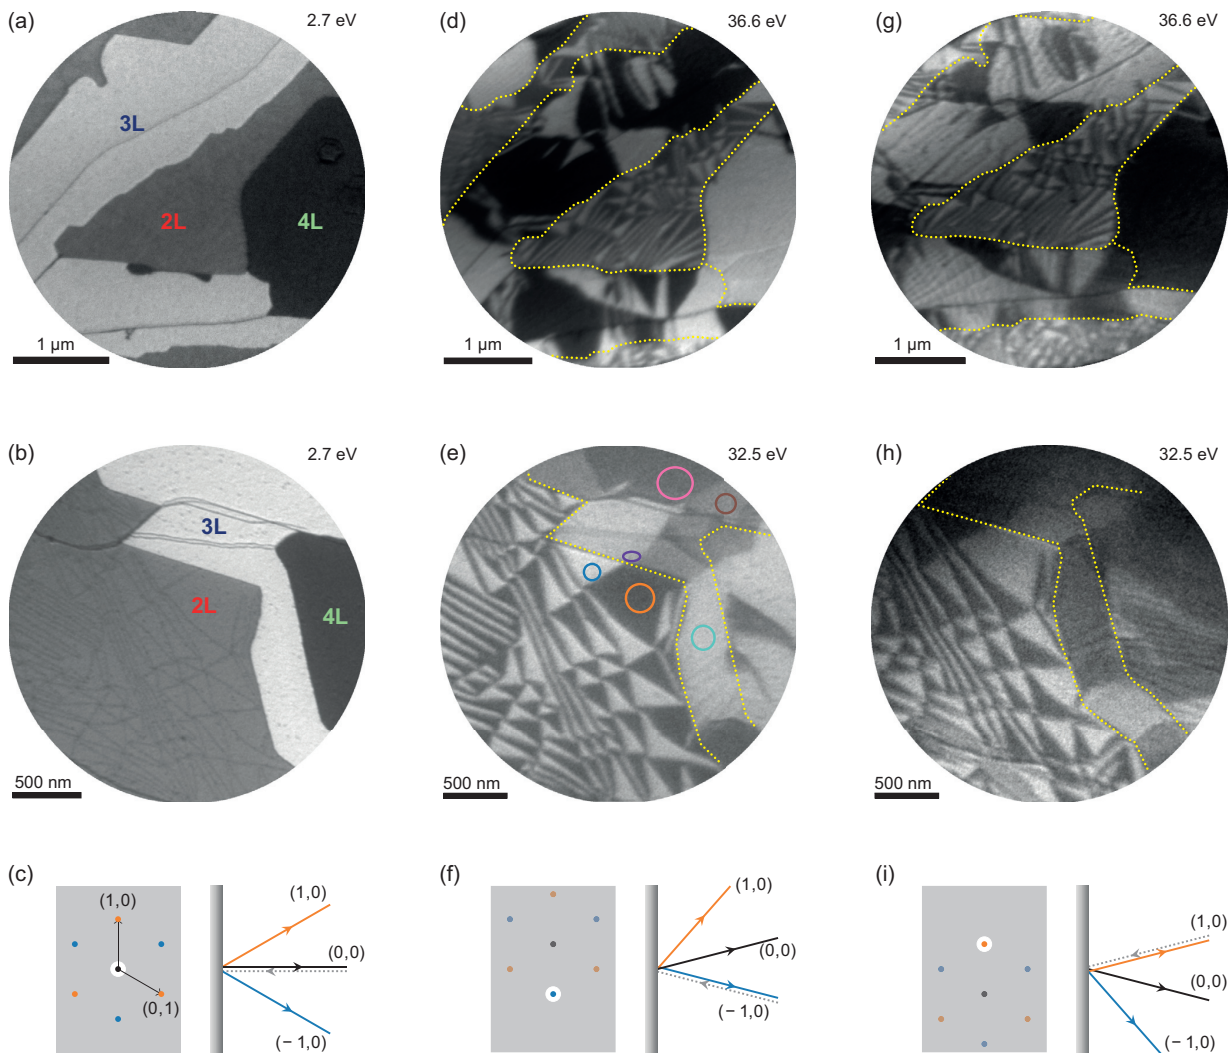 (a) 2.7 eV
3L
2L
4L
1 µm
(d) 36.6 eV
1 µm
(g) 36.6 eV
1 µm
(b) 2.7 eV
3L
2L
4L
500 nm
(e) 32.5 eV
500 nm
(h) 32.5 eV
500 nm
(c)
(1,0)
(0,1)
(1,0)
(0,0)
(−1,0)
(f)
(1,0)
(0,0)
(−1,0)
(i)
(1,0)
(0,0)
(−1,0)